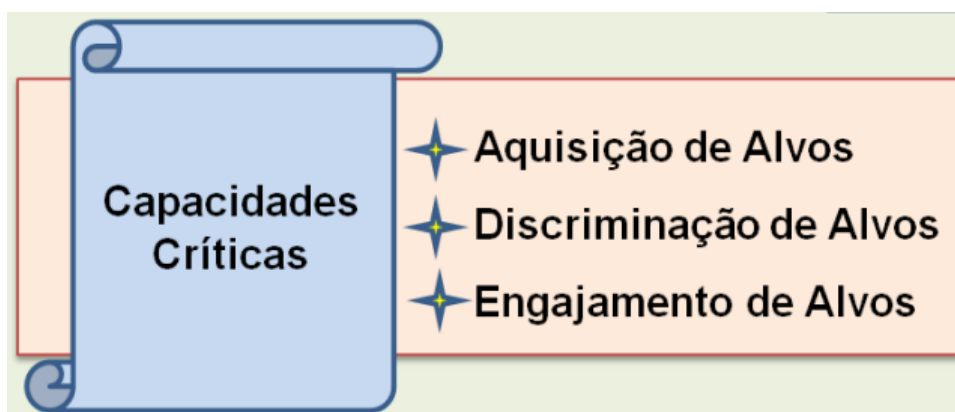 Capacidades
Críticas
Aquisição de Alvos
Discriminação de Alvos
Engajamento de Alvos